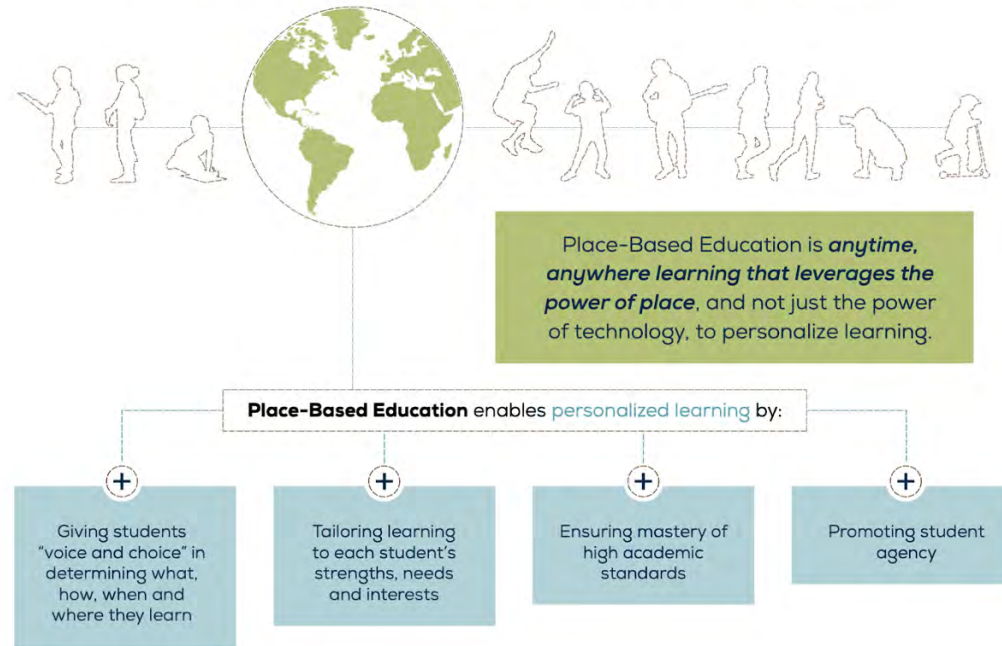 Place-Based Education is anytime,
anywhere learning that leverages the
power of place, and not just the power
of technology, to personalize learning.
Place-Based Education enables personalized learning by:
Giving students
"voice and choice" in
determining what,
how, when and
where they learn
Tailoring learning
to each student's
strengths, needs
and interests
Ensuring mastery of
high academic
standards
Promoting student
agency